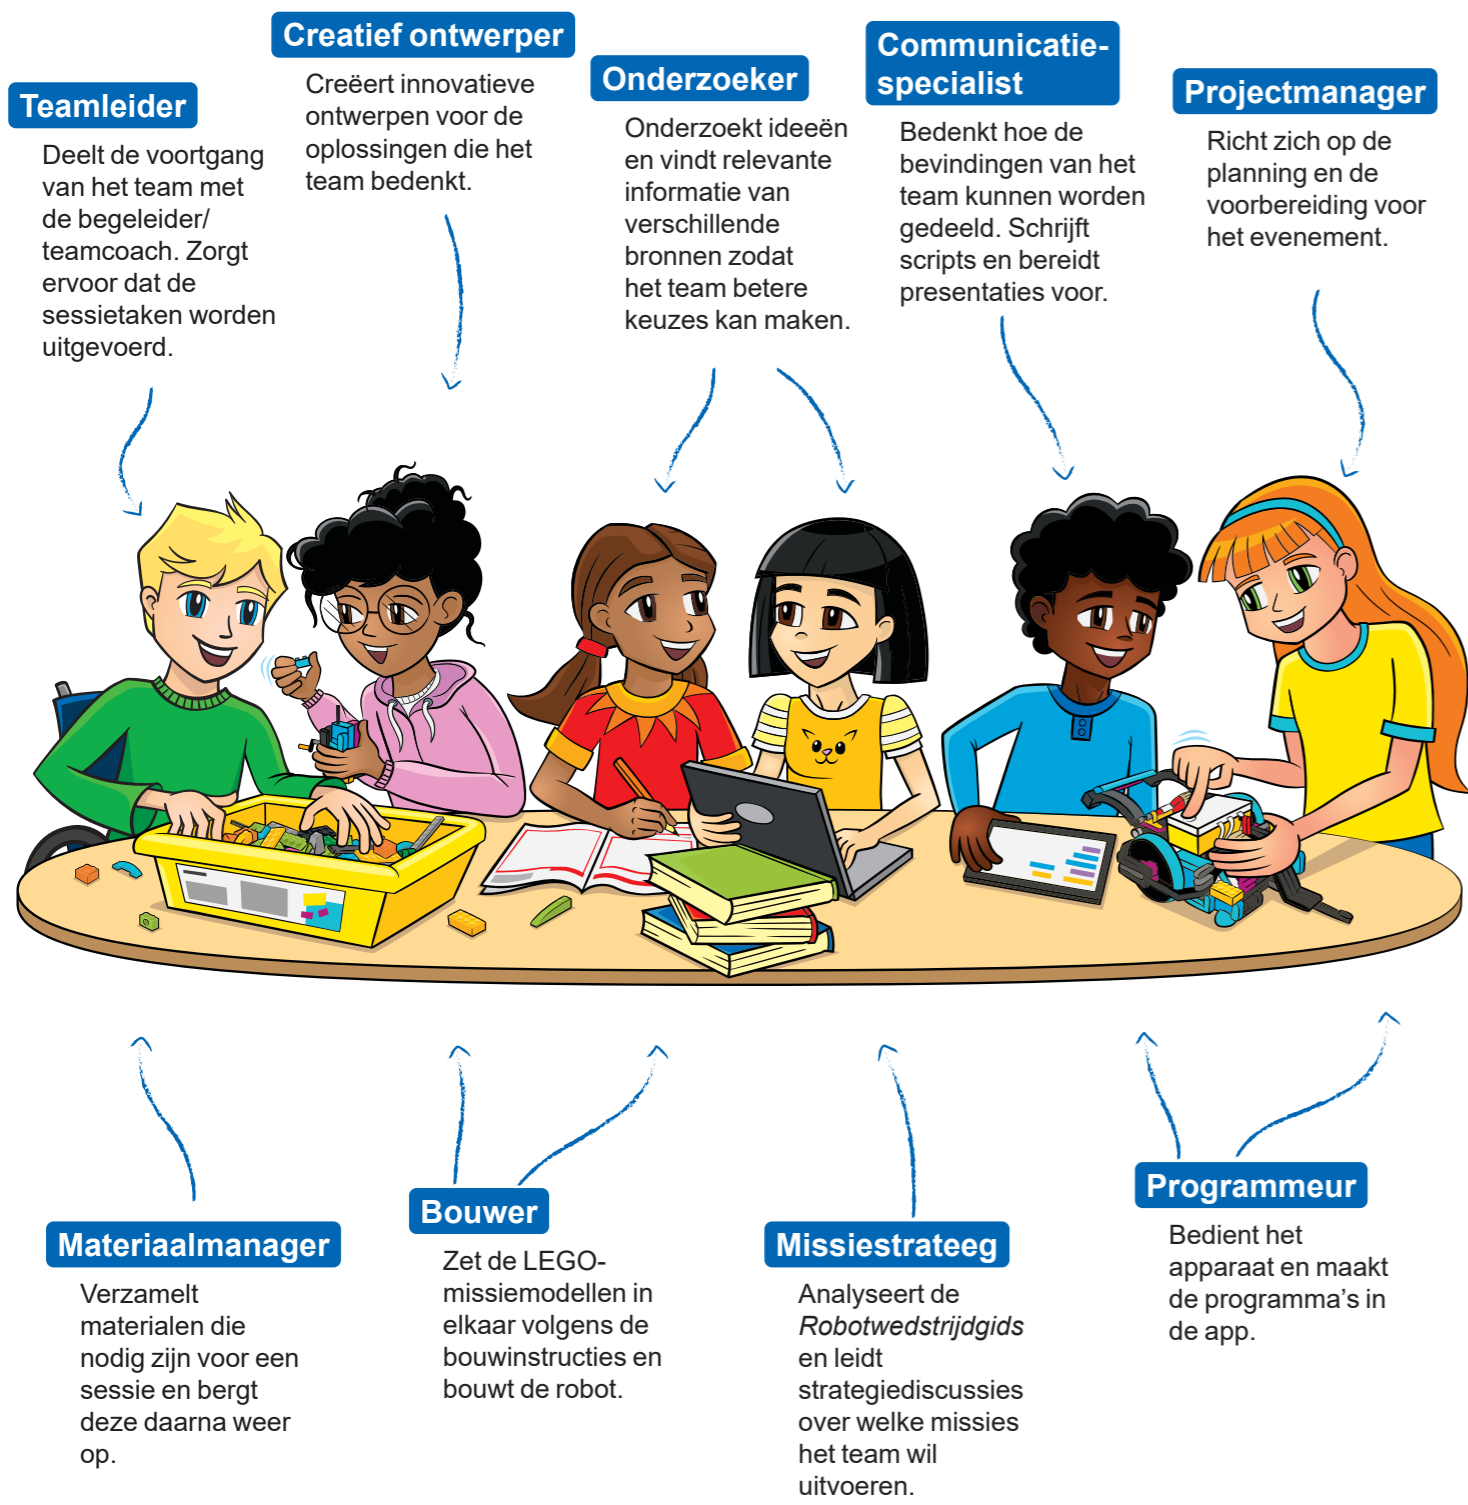 Teamleider
Deelt de voortgang
van het team met
de begeleider/
teamcoach. Zorgt
ervoor dat de
sessietaken worden
uitgevoerd.
Creatief ontwerper
Creëert innovatieve
ontwerpen voor de
oplossingen die het
team bedenkt.
Onderzoeker
Onderzoekt ideeën
en vindt relevante
informatie van
verschillende
bronnen zodat
het team betere
keuzes kan maken.
Communicatie-
specialist
Bedenkt hoe de
bevindingen van het
team kunnen worden
gedeeld. Schrijft
scripts en bereidt
presentaties voor.
Projectmanager
Richt zich op de
planning en de
voorbereiding voor
het evenement.
Materiaalmanager
Verzamelt
materialen die
nodig zijn voor een
sessie en bergt
deze daarna weer
op.
Bouwer
Zet de LEGO-
missiemodellen in
elkaar volgens de
bouwinstructies en
bouwt de robot.
Missiestrateeg
Analyseert de
Robotwedstrijdgids
en leidt
strategiediscussies
over welke missies
het team wil
uitvoeren.
Programmeur
Bedient het
apparaat en maakt
de programma's in
de app.